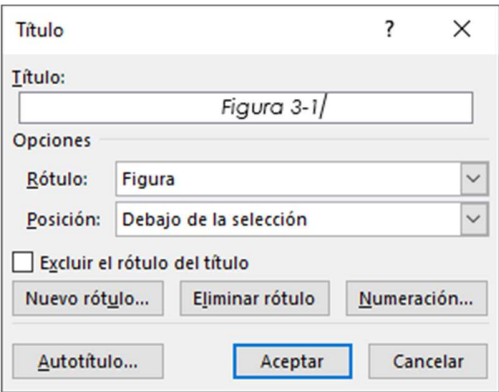 Título ? ×
Título:
Figura 3-1
Opciones
Rótulo: Figura
Posición: Debajo de la selección
Excluir el rótulo del título
Nuevo rótulo... Eliminar rótulo Numeración...
Autotítulo... Aceptar Cancelar